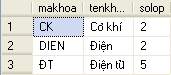 makhoa tenkh... solop
1 CK Cơ khí 2
2 DIEN Điện 2
3 ĐT Điện tử 5